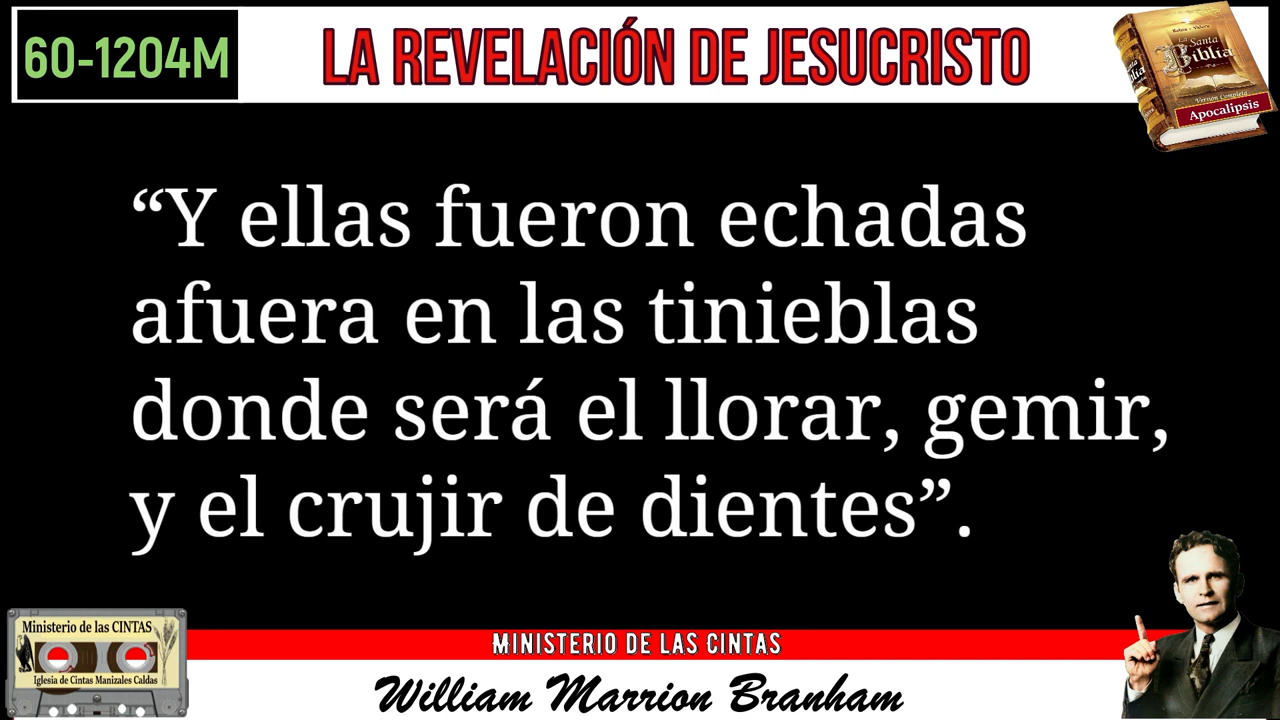 60-1204M
LA REVELACIÓN DE JESUCRISTO
La Santa
Biblia
Versión Completa
Apocalipsis
“Y ellas fueron echadas
afuera en las tinieblas
donde será el llorar, gemir,
y el crujir de dientes”.
Ministerio de las CINTAS
Iglesia de Cintas Manizales Caldas
MINISTERIO DE LAS CINTAS
William Marrion Branham